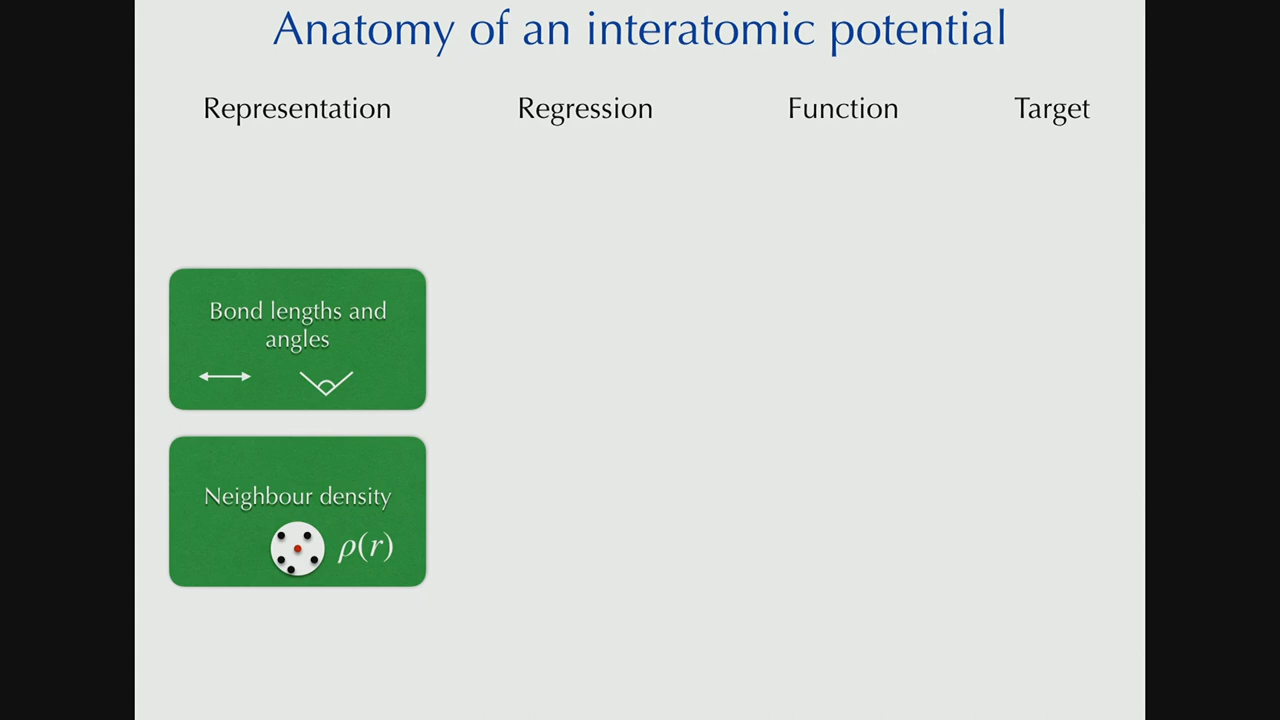 Anatomy of an interatomic potential
Representation Regression Function Target
Bond lengths and
angles
Neighbour density
ρ(r)